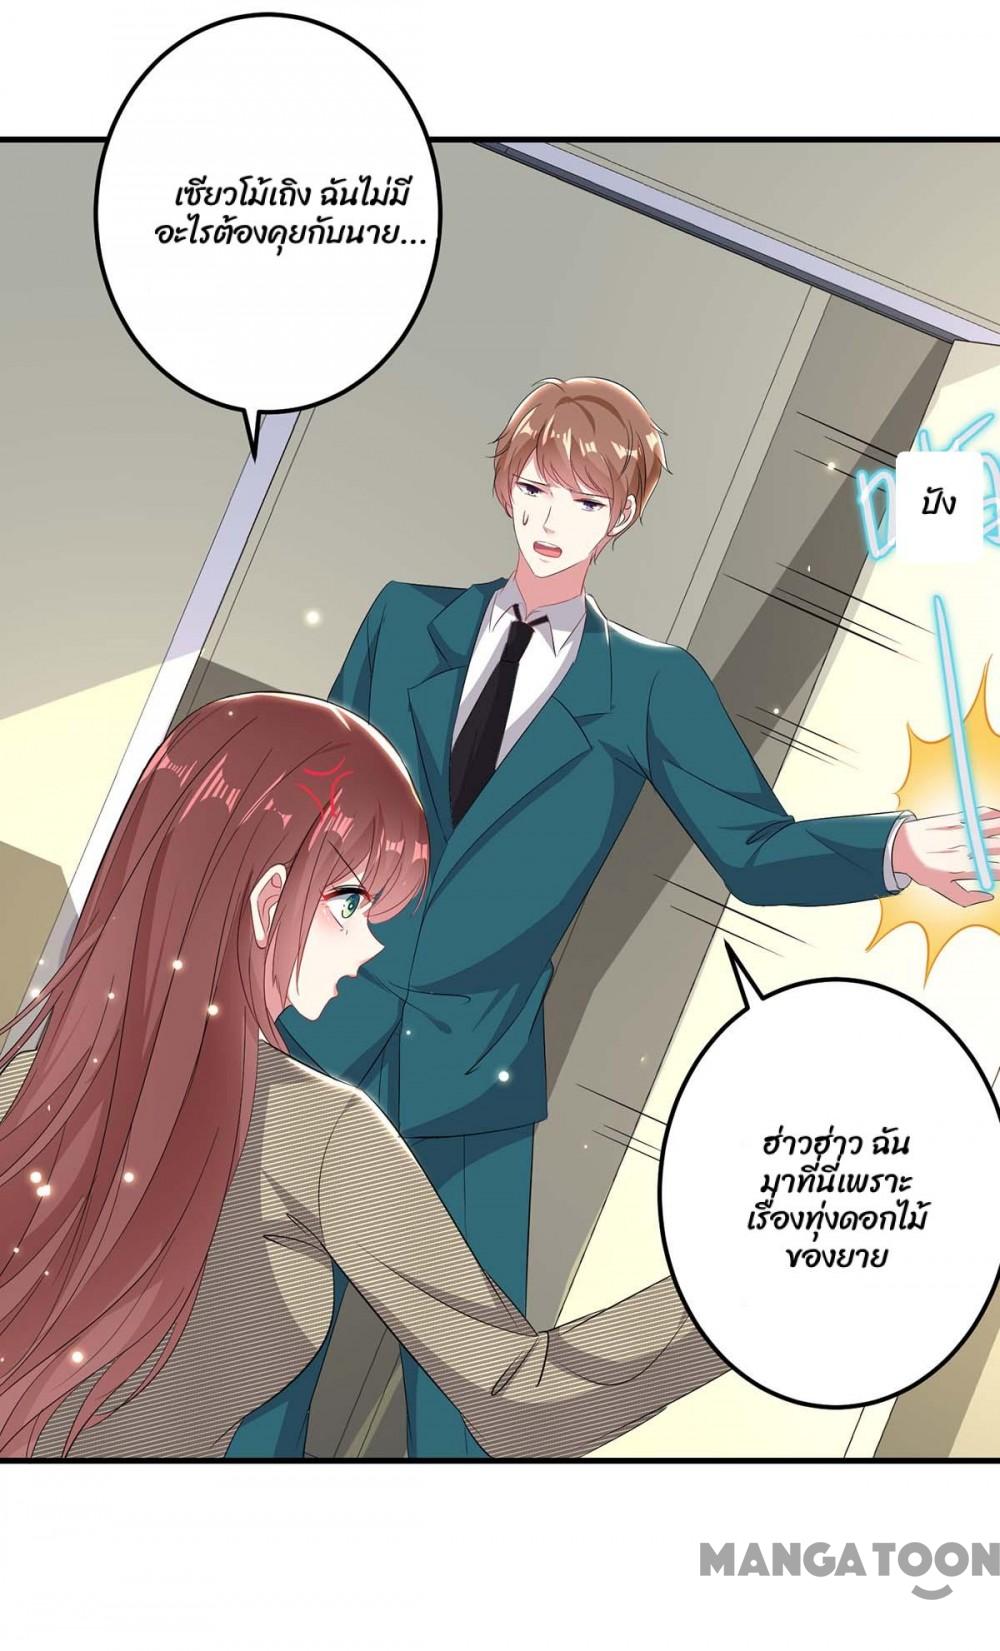 เซียวโม้เถิง ฉันไม่มี
อะไรต้องคุยกับนาย...
ปัง
ฮ่าวฮ่าว ฉัน
มาที่นี่เพราะ
เรื่องทุ่งดอกไม้
ของยาย
MANGATOON